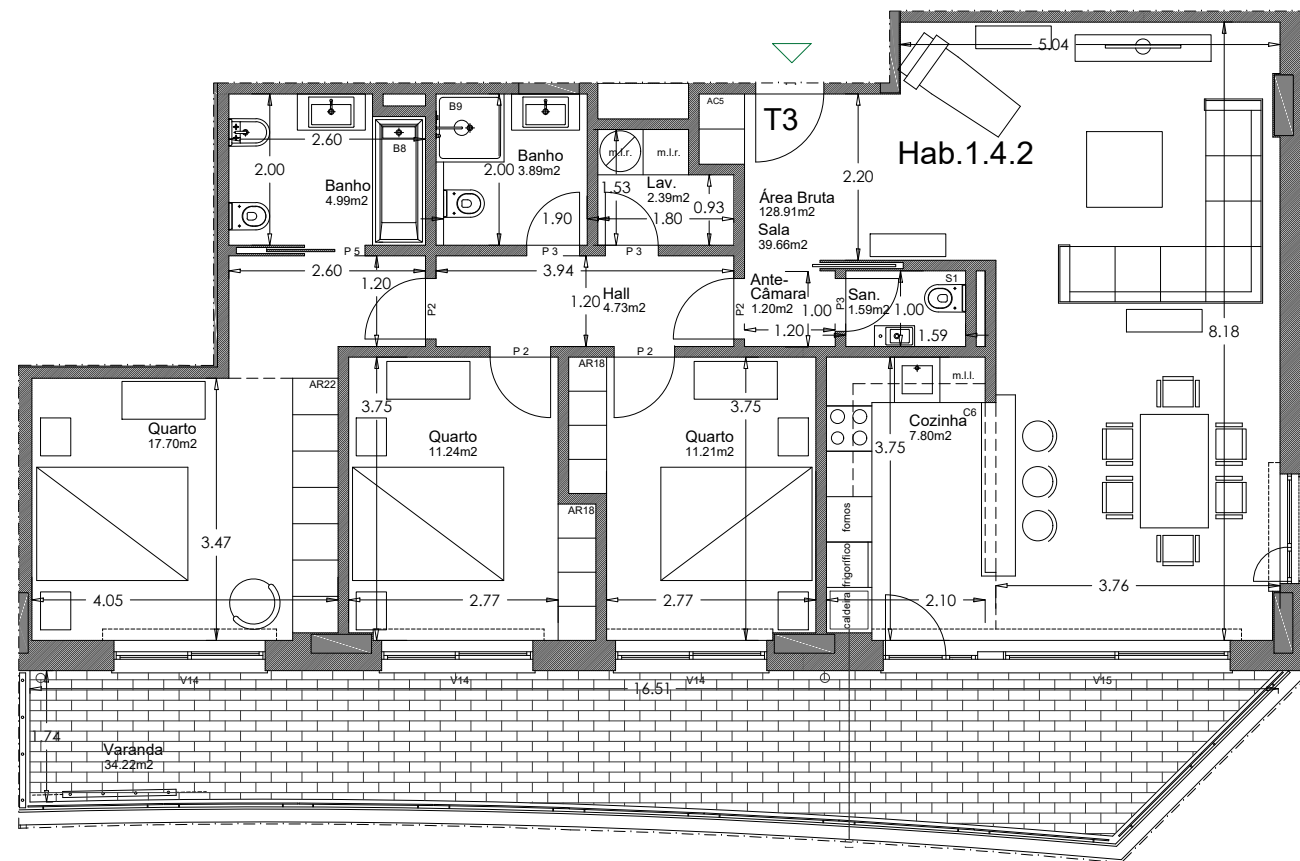 5.04
T3
Hab.1.4.2
AC5
B9
B8
2.60
2.00
Banho
4.99m2
Banho
3.89m2
2.00
1.90
m.l.r.
m.l.r.
1.53
Lav.
2.39m2
0.93
1.80
2.20
Área Bruta
128.91m2
Sala
39.66m2
P 5
P 3
P 3
2.60
1.20
P2
3.94
1.20
Hall
4.73m2
P2
Ante-
Câmara
1.20m2
1.00
1.20
P3
San.
1.59m2
1.00
S1
1.59
8.18
P 2
P 2
AR22
AR18
3.75
3.75
Quarto
17.70m2
Quarto
11.24m2
Quarto
11.21m2
m.l.l.
C6
Cozinha
7.80m2
3.75
AR18
fornos
frigorífico
caldeira
3.47
4.05
2.77
2.77
2.10
3.76
V14
V14
V14
V15
16.51
1.74
Varanda
34.22m2